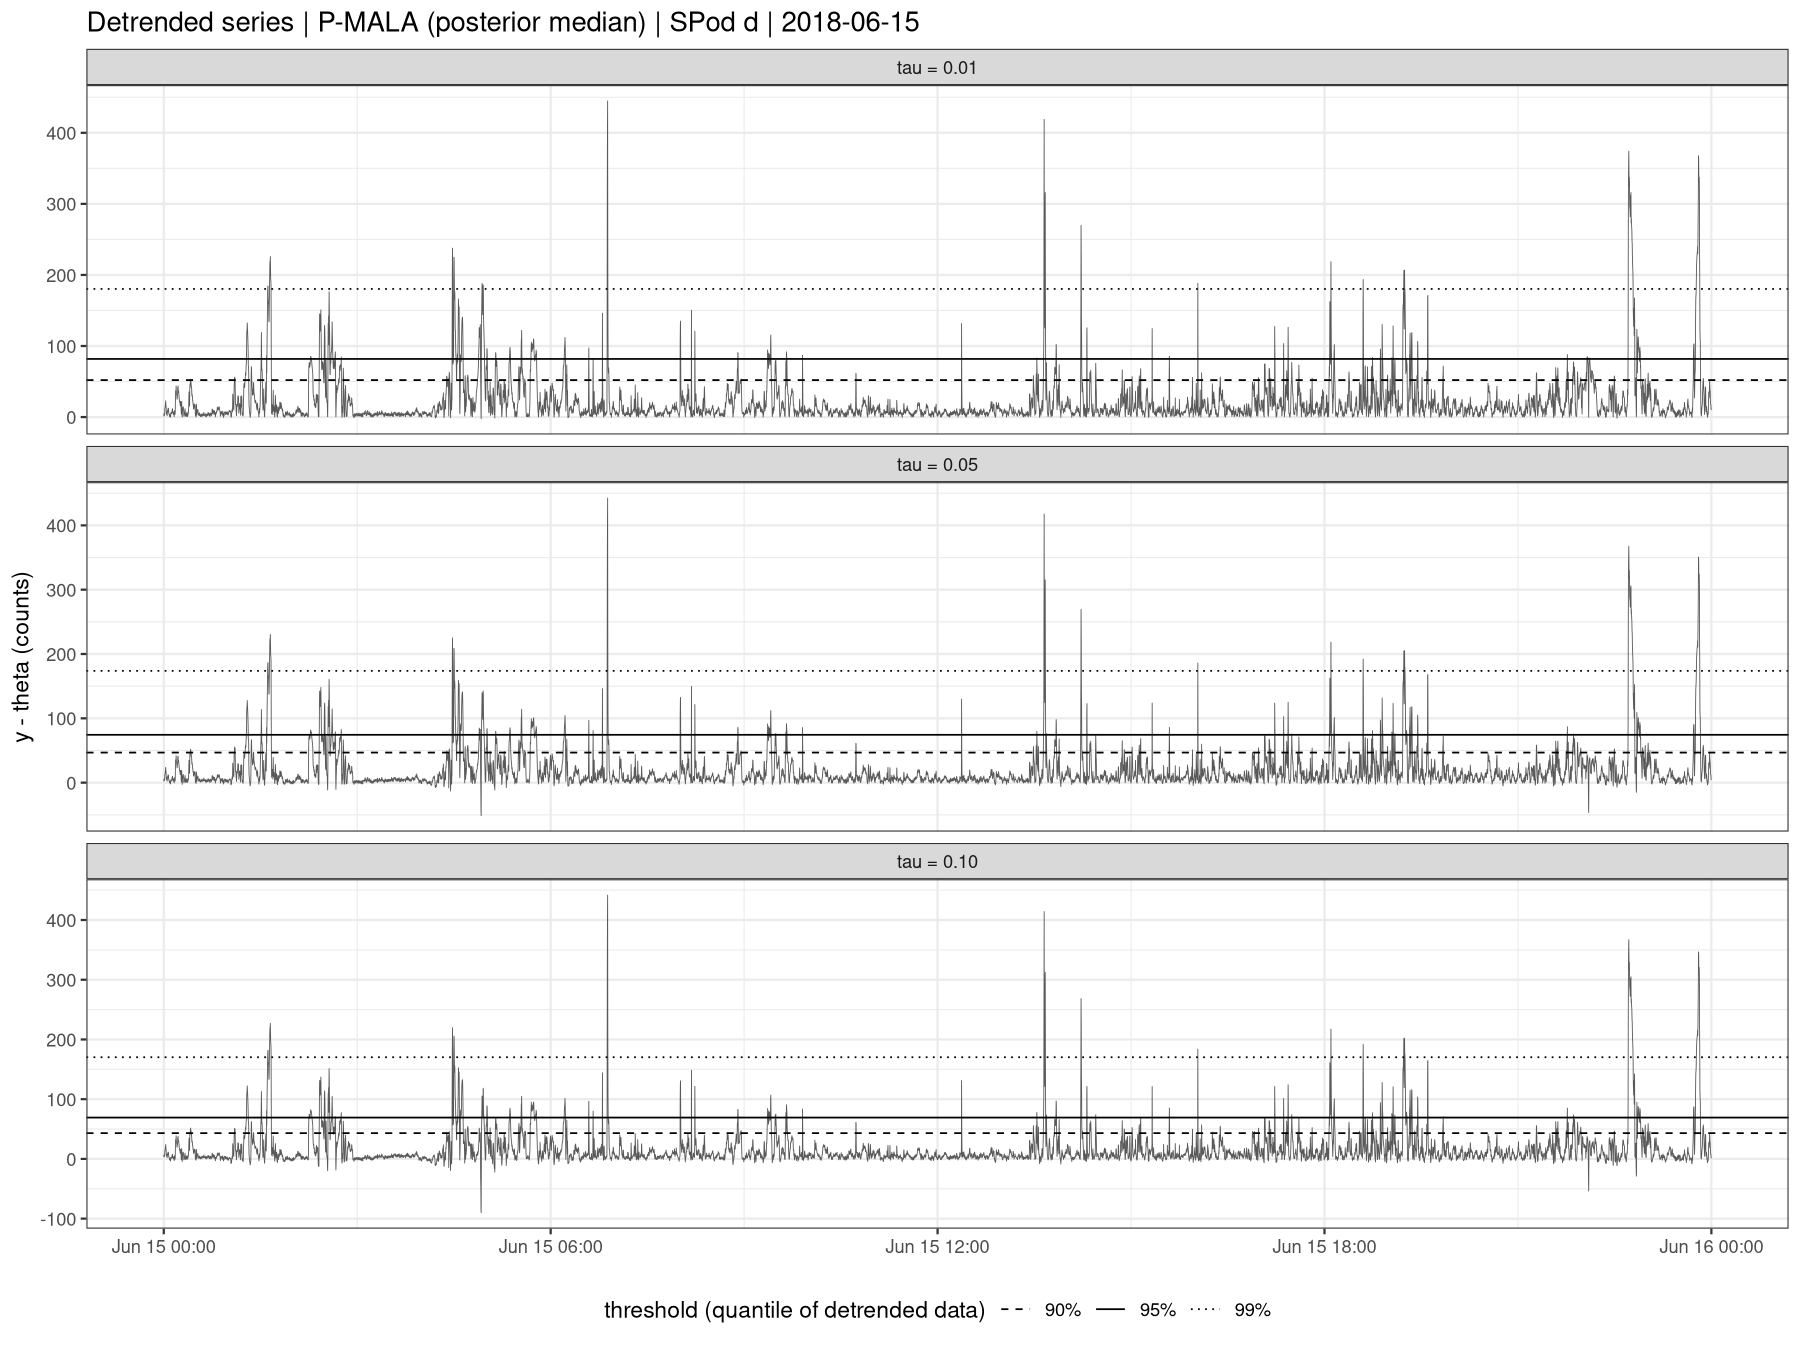 Detrended series | P-MALA (posterior median) | SPod d | 2018-06-15
tau = 0.01
400
300
200
100
0
tau = 0.05
400
300
200
100
0
tau = 0.10
400
300
200
100
0
-100
y - theta (counts)
Jun 15 00:00 Jun 15 06:00 Jun 15 12:00 Jun 15 18:00 Jun 16 00:00
threshold (quantile of detrended data) 90% 95% 99%